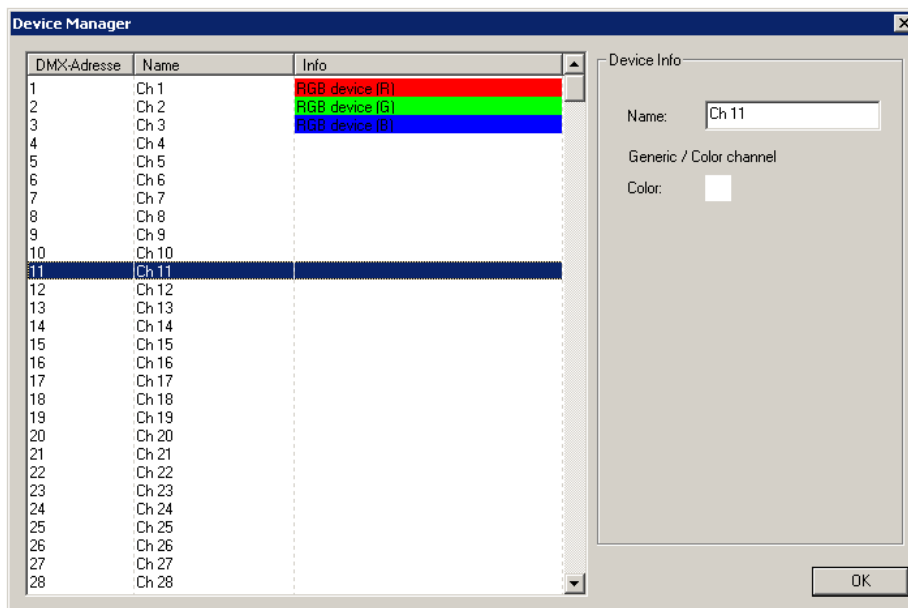 Device Manager
DMX-Adresse Name Info
1 Ch 1 RGB device (R)
2 Ch 2 RGB device (G)
3 Ch 3 RGB device (B)
4 Ch 4
5 Ch 5
6 Ch 6
7 Ch 7
8 Ch 8
9 Ch 9
10 Ch 10
11 Ch 11
12 Ch 12
13 Ch 13
14 Ch 14
15 Ch 15
16 Ch 16
17 Ch 17
18 Ch 18
19 Ch 19
20 Ch 20
21 Ch 21
22 Ch 22
23 Ch 23
24 Ch 24
25 Ch 25
26 Ch 26
27 Ch 27
28 Ch 28
Device Info
Name: Ch 11
Generic / Color channel
Color:
OK